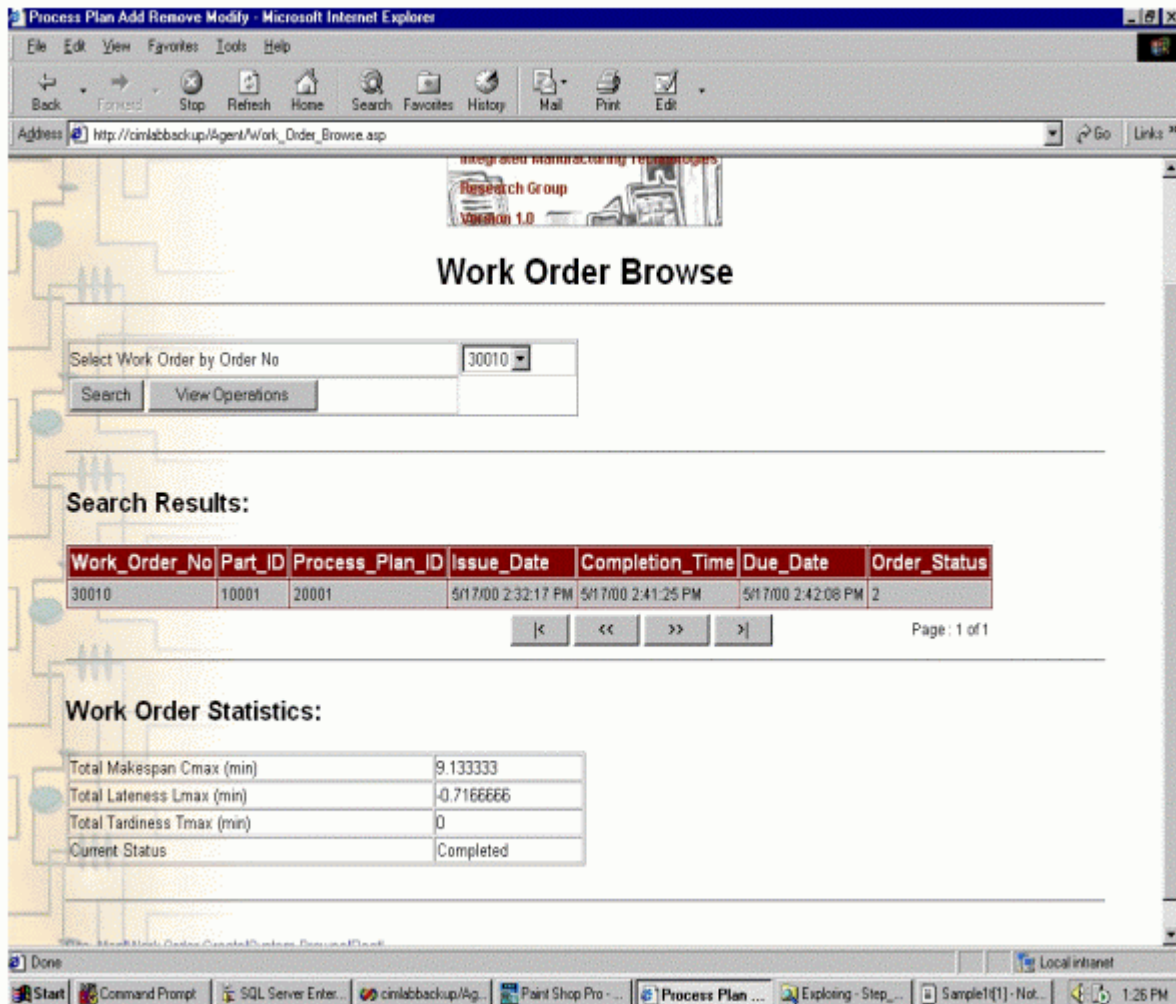 Process Plan Add Remove Modify - Microsoft Internet Explorer
File Edit View Favorites Tools Help
Back Forward Stop Refresh Home Search Favorites History Mail Print Edit
Address http://cimlabbackup/Agent/Work_Order_Browse.asp Go Links »
Integrated Manufacturing Technologies
Research Group
Version 1.0
Work Order Browse
Select Work Order by Order No 30010
Search View Operations
Search Results:
Work_Order_No Part_ID Process_Plan_ID Issue_Date Completion_Time Due_Date Order_Status
30010 10001 20001 5/17/00 2:32:17 PM 5/17/00 2:41:25 PM 5/17/00 2:42:08 PM 2
|< << >> >| Page : 1 of 1
Work Order Statistics:
Total Makespan Cmax (min) 9.133333
Total Lateness Lmax (min) -0.7166666
Total Tardiness Tmax (min) 0
Current Status Completed
Done Local intranet
Start Command Prompt SQL Server Enter... cimlabbackup/Ag... Paint Shop Pro - ... Process Plan ... Exploring - Step_... Sample1t[1] - Not... 1:26 PM